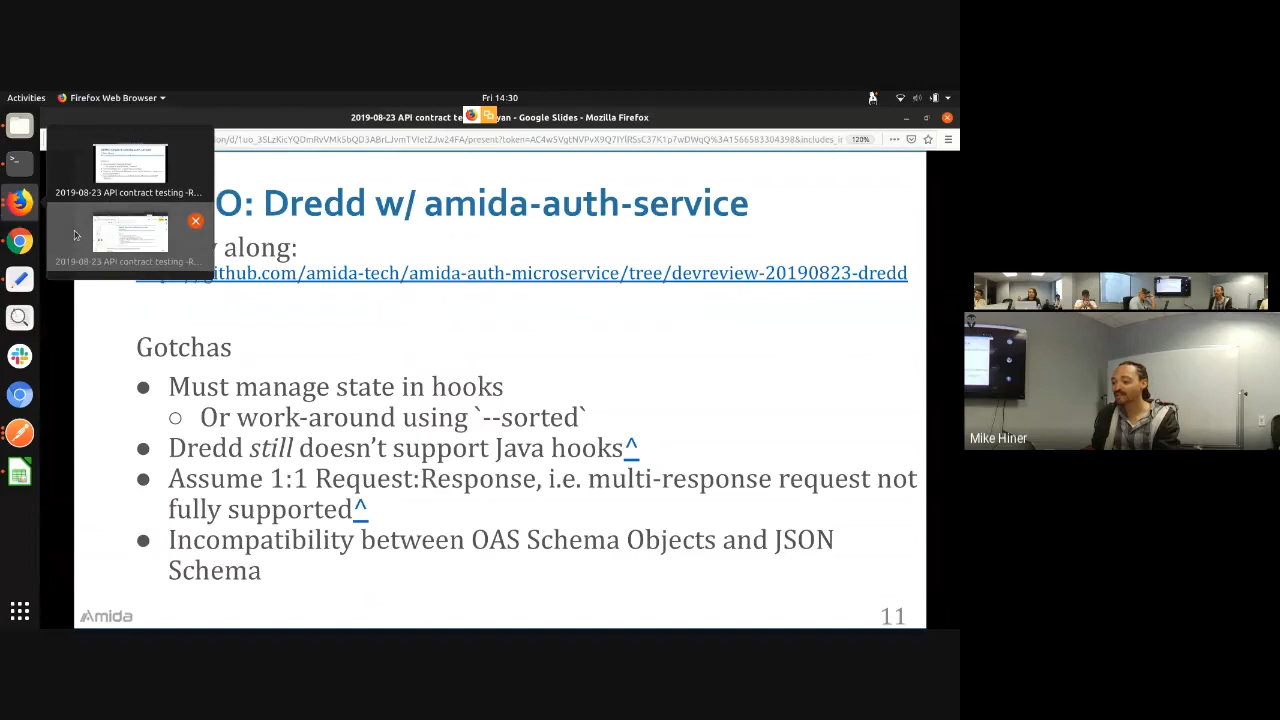 Activities
Firefox Web Browser
Fri 14:30
2019-08-23 API contract te
yan - Google Slides - Mozilla Firefox
120%
2019-08-23 API contract testing -R...
2019-08-23 API contract testing -R...
O: Dredd w/ amida-auth-service
along:
github.com/amida-tech/amida-auth-microservice/tree/devreview-20190823-dredd
Gotchas
● Must manage state in hooks
○ Or work-around using `--sorted`
● Dredd still doesn’t support Java hooks^
● Assume 1:1 Request:Response, i.e. multi-response request not
fully supported^
● Incompatibility between OAS Schema Objects and JSON
Schema
Amida
11
Mike Hiner